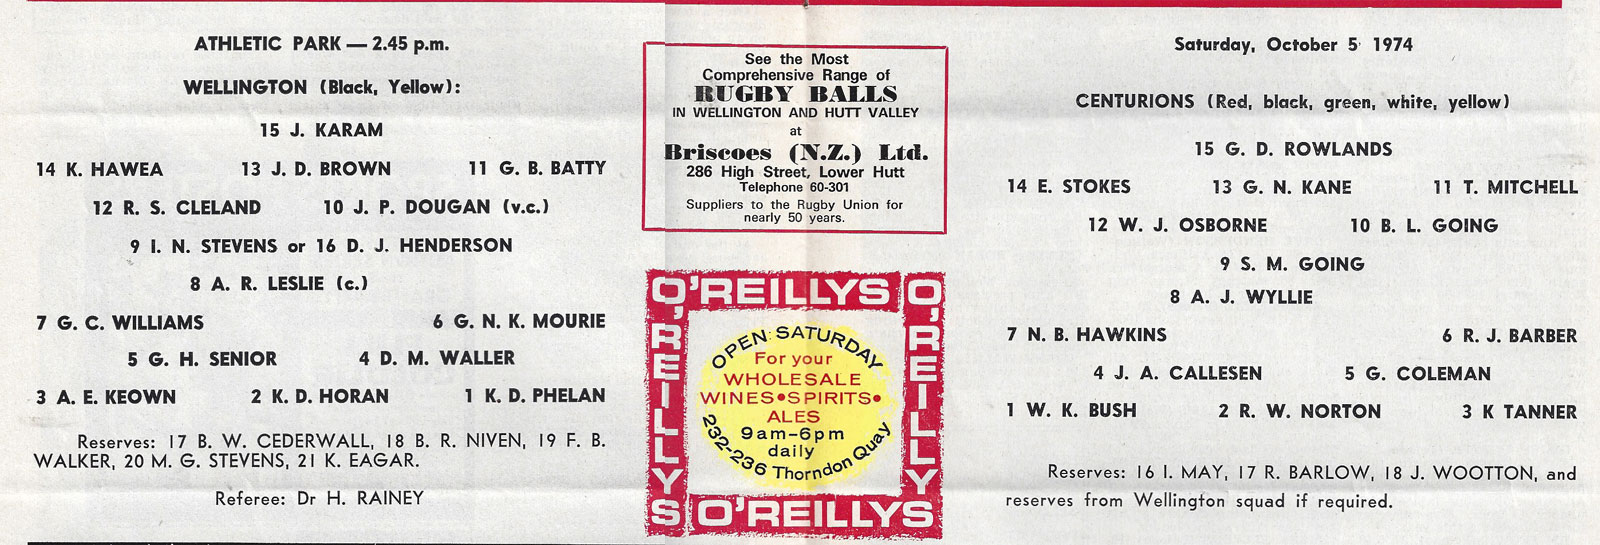 ATHLETIC PARK — 2.45 p.m.
WELLINGTON (Black, Yellow):
15 J. KARAM
14 K. HAWEA 13 J. D. BROWN 11 G. B. BATTY
12 R. S. CLELAND 10 J. P. DOUGAN (v.c.)
9 I. N. STEVENS or 16 D. J. HENDERSON
8 A. R. LESLIE (c.)
7 G. C. WILLIAMS 6 G. N. K. MOURIE
5 G. H. SENIOR 4 D. M. WALLER
3 A. E. KEOWN 2 K. D. HORAN 1 K. D. PHELAN
Reserves: 17 B. W. CEDERWALL, 18 B. R. NIVEN, 19 F. B.
WALKER, 20 M. G. STEVENS, 21 K. EAGAR.
Referee: Dr H. RAINEY
See the Most
Comprehensive Range of
RUGBY BALLS
IN WELLINGTON AND HUTT VALLEY
at
Briscoes (N.Z.) Ltd.
286 High Street, Lower Hutt
Telephone 60-301
Suppliers to the Rugby Union for
nearly 50 years.
O'REILLYS
O'REILLYS
O'REILLYS
OPEN SATURDAY
For your
WHOLESALE
WINES•SPIRITS•
ALES
9am–6pm
daily
232-236 Thorndon Quay
O'REILLYS
Saturday, October 5 1974
CENTURIONS (Red, black, green, white, yellow)
15 G. D. ROWLANDS
14 E. STOKES 13 G. N. KANE 11 T. MITCHELL
12 W. J. OSBORNE 10 B. L. GOING
9 S. M. GOING
8 A. J. WYLLIE
7 N. B. HAWKINS 6 R. J. BARBER
4 J. A. CALLESEN 5 G. COLEMAN
1 W. K. BUSH 2 R. W. NORTON 3 K TANNER
Reserves: 16 I. MAY, 17 R. BARLOW, 18 J. WOOTTON, and
reserves from Wellington squad if required.